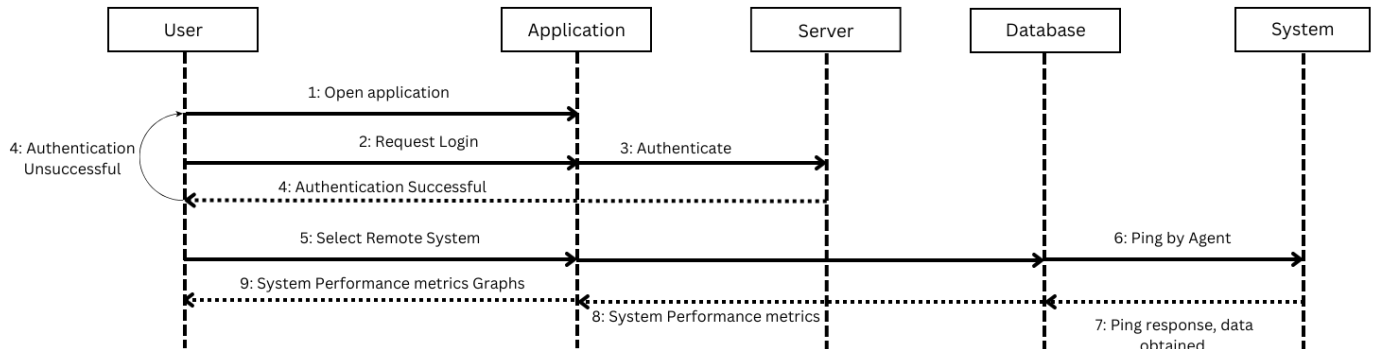 User
Application
Server
Database
System
1: Open application
2: Request Login
3: Authenticate
4: Authentication
Unsuccessful
4: Authentication Successful
5: Select Remote System
6: Ping by Agent
9: System Performance metrics Graphs
8: System Performance metrics
7: Ping response, data
obtained